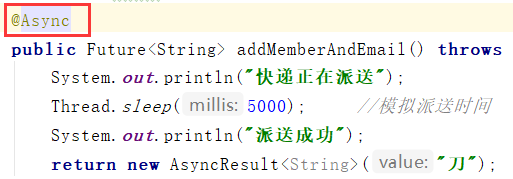 @Async
public Future<String> addMemberAndEmail() throws
System.out.println("快递正在派送");
Thread.sleep( millis: 5000); //模拟派送时间
System.out.println("派送成功");
return new AsyncResult<String>( value: "刀");